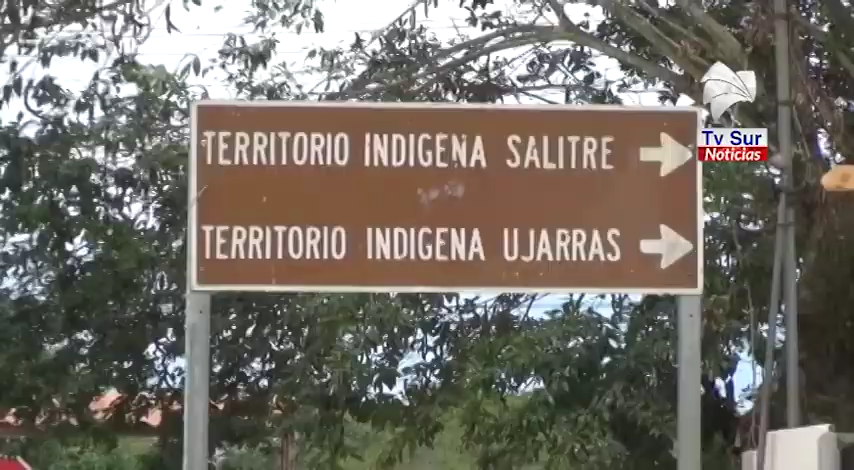 TERRITORIO INDIGENA SALITRE
TERRITORIO INDIGENA UJARRAS
Tv Sur
Noticias